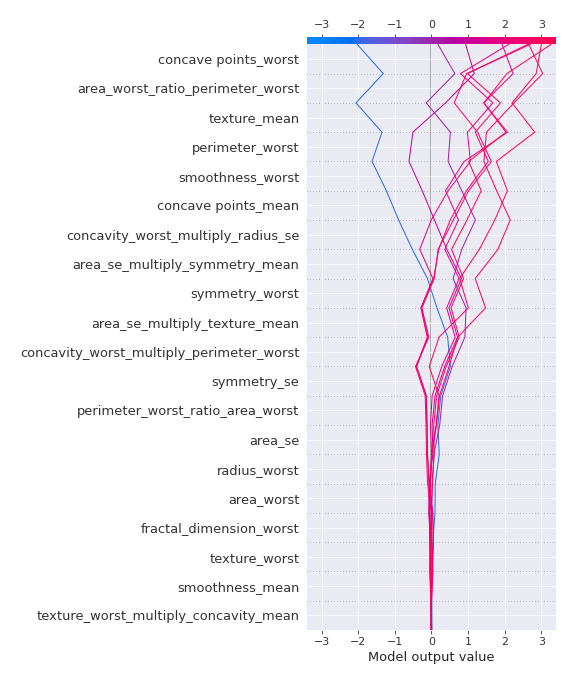 −3 −2 −1 0 1 2 3
concave points_worst
area_worst_ratio_perimeter_worst
texture_mean
perimeter_worst
smoothness_worst
concave points_mean
concavity_worst_multiply_radius_se
area_se_multiply_symmetry_mean
symmetry_worst
area_se_multiply_texture_mean
concavity_worst_multiply_perimeter_worst
symmetry_se
perimeter_worst_ratio_area_worst
area_se
radius_worst
area_worst
fractal_dimension_worst
texture_worst
smoothness_mean
texture_worst_multiply_concavity_mean
−3 −2 −1 0 1 2 3
Model output value